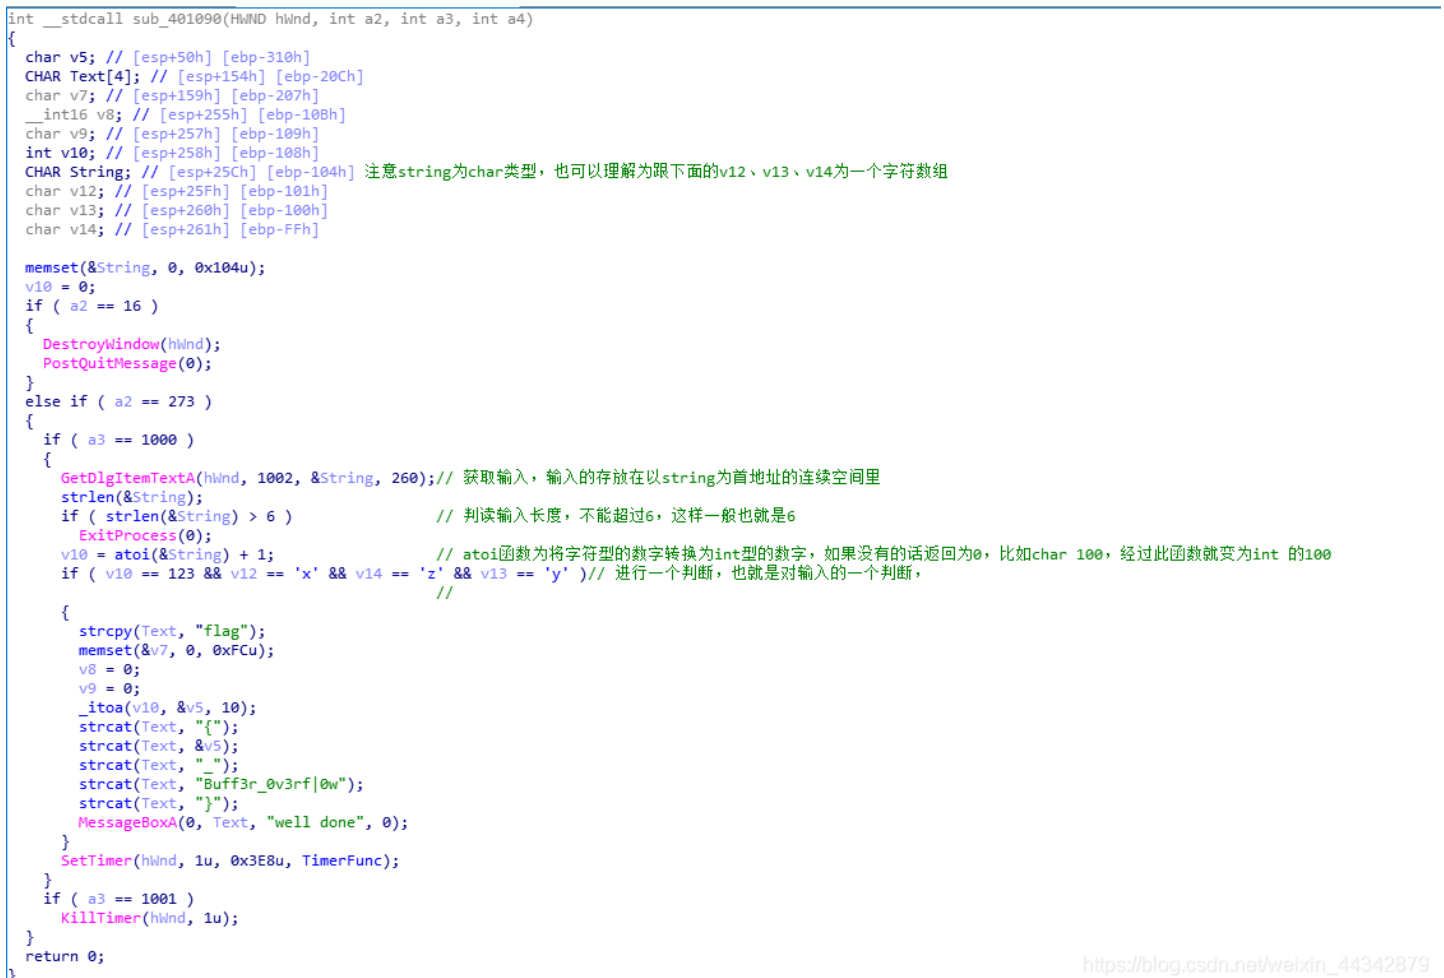 int __stdcall sub_401090(HWND hWnd, int a2, int a3, int a4)
{
  char v5; // [esp+50h] [ebp-310h]
  CHAR Text[4]; // [esp+154h] [ebp-20Ch]
  char v7; // [esp+159h] [ebp-207h]
  __int16 v8; // [esp+255h] [ebp-10Bh]
  char v9; // [esp+257h] [ebp-109h]
  int v10; // [esp+258h] [ebp-108h]
  CHAR String; // [esp+25Ch] [ebp-104h] 注意string为char类型，也可以理解为跟下面的v12、v13、v14为一个字符数组
  char v12; // [esp+25Fh] [ebp-101h]
  char v13; // [esp+260h] [ebp-100h]
  char v14; // [esp+261h] [ebp-FFh]

  memset(&String, 0, 0x104u);
  v10 = 0;
  if ( a2 == 16 )
  {
    DestroyWindow(hWnd);
    PostQuitMessage(0);
  }
  else if ( a2 == 273 )
  {
    if ( a3 == 1000 )
    {
      GetDlgItemTextA(hWnd, 1002, &String, 260);// 获取输入，输入的存放在以string为首地址的连续空间里
      strlen(&String);
      if ( strlen(&String) > 6 )                // 判读输入长度，不能超过6，这样一般也就是6
        ExitProcess(0);
      v10 = atoi(&String) + 1;                  // atoi函数为将字符型的数字转换为int型的数字，如果没有的话返回为0，比如char 100，经过此函数就变为int 的100
      if ( v10 == 123 && v12 == 'x' && v14 == 'z' && v13 == 'y' )// 进行一个判断，也就是对输入的一个判断，
                                                //
      {
        strcpy(Text, "flag");
        memset(&v7, 0, 0xFCu);
        v8 = 0;
        v9 = 0;
        _itoa(v10, &v5, 10);
        strcat(Text, "{");
        strcat(Text, &v5);
        strcat(Text, "_");
        strcat(Text, "Buff3r_0v3rf|0w");
        strcat(Text, "}");
        MessageBoxA(0, Text, "well done", 0);
      }
      SetTimer(hWnd, 1u, 0x3E8u, TimerFunc);
    }
    if ( a3 == 1001 )
      KillTimer(hWnd, 1u);
  }
  return 0;
}
https://blog.csdn.net/weixin_44342879